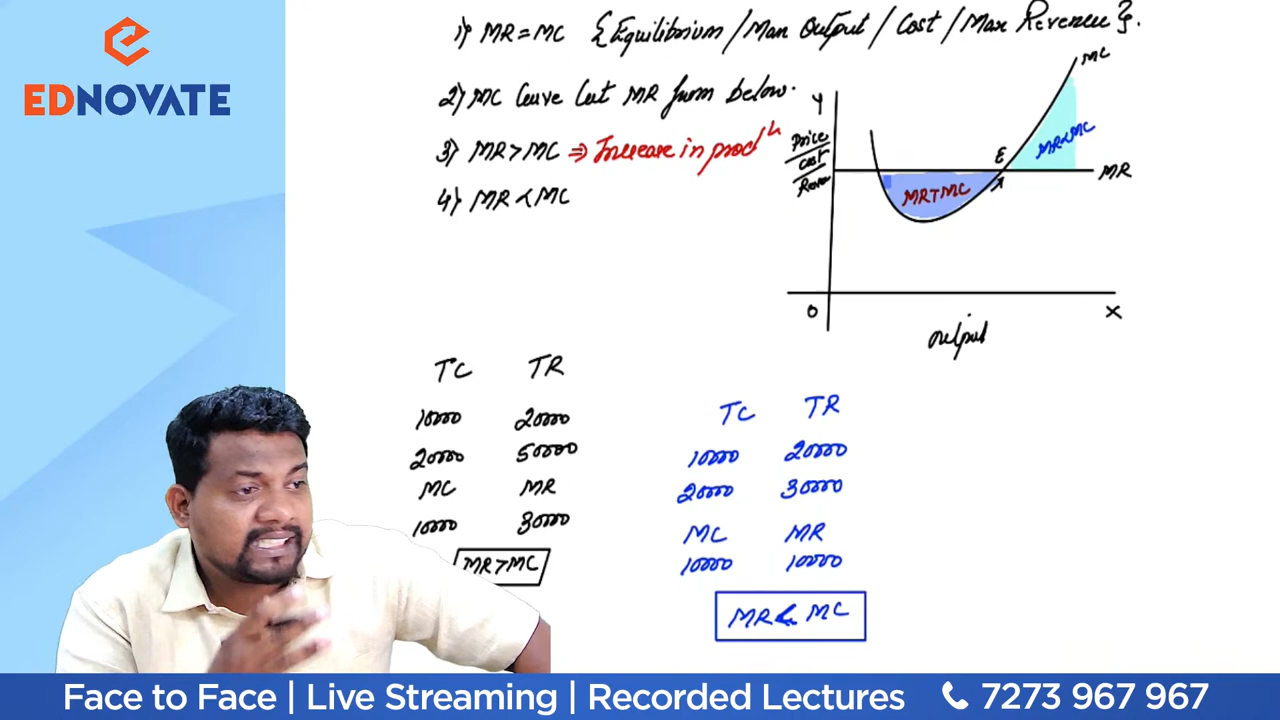 EDNOVATE
1) MR = MC {Equilibrium / Max Output / Cost / Max Revenue}.
2) MC Curve Cut MR from below.
3) MR > MC ⇒ Increase in prodⁿ
4) MR < MC
Y
Price
Cost
Reve
MC
MR<MC
E
MR
MR>MC
O
X
output
TC TR
10000 20000
20000 50000
MC MR
10000 30000
MR>MC
TC TR
10000 20000
20000 30000
MC MR
10000 10000
MR < MC
Face to Face | Live Streaming | Recorded Lectures 7273 967 967